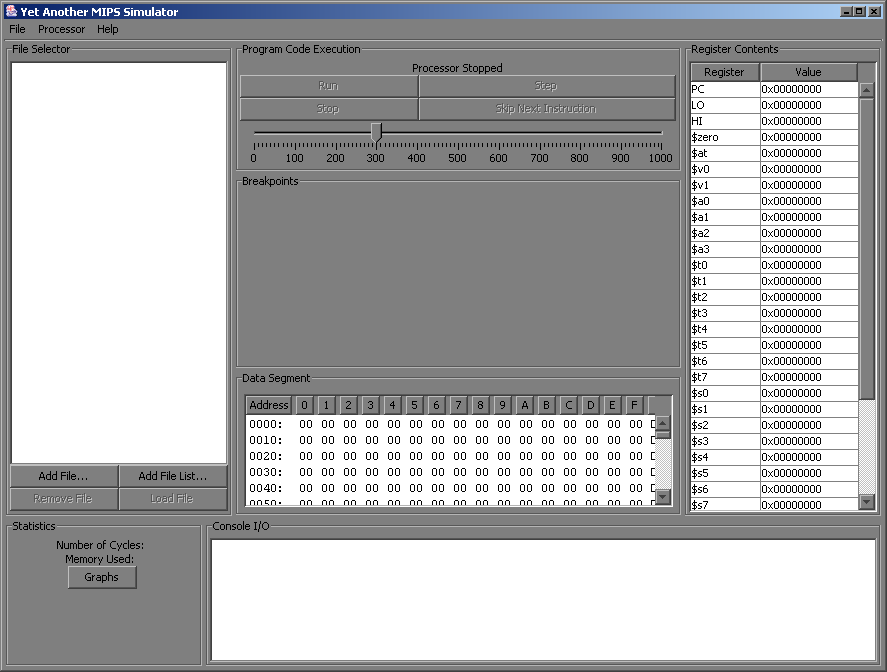 Yet Another MIPS Simulator
File Processor Help
File Selector
Add File... Add File List...
Remove File Load File
Program Code Execution
Processor Stopped
Run Step
Stop Skip Next Instruction
0 100 200 300 400 500 600 700 800 900 1000
Breakpoints
Data Segment
Address 0 1 2 3 4 5 6 7 8 9 A B C D E F
0000: 00 00 00 00 00 00 00 00 00 00 00 00 00 00 00 00
0010: 00 00 00 00 00 00 00 00 00 00 00 00 00 00 00 00
0020: 00 00 00 00 00 00 00 00 00 00 00 00 00 00 00 00
0030: 00 00 00 00 00 00 00 00 00 00 00 00 00 00 00 00
0040: 00 00 00 00 00 00 00 00 00 00 00 00 00 00 00 00
0050: 00 00 00 00 00 00 00 00 00 00 00 00 00 00 00 00
Register Contents
Register Value
PC 0x00000000
LO 0x00000000
HI 0x00000000
$zero 0x00000000
$at 0x00000000
$v0 0x00000000
$v1 0x00000000
$a0 0x00000000
$a1 0x00000000
$a2 0x00000000
$a3 0x00000000
$t0 0x00000000
$t1 0x00000000
$t2 0x00000000
$t3 0x00000000
$t4 0x00000000
$t5 0x00000000
$t6 0x00000000
$t7 0x00000000
$s0 0x00000000
$s1 0x00000000
$s2 0x00000000
$s3 0x00000000
$s4 0x00000000
$s5 0x00000000
$s6 0x00000000
$s7 0x00000000
Statistics
Number of Cycles:
Memory Used:
Graphs
Console I/O